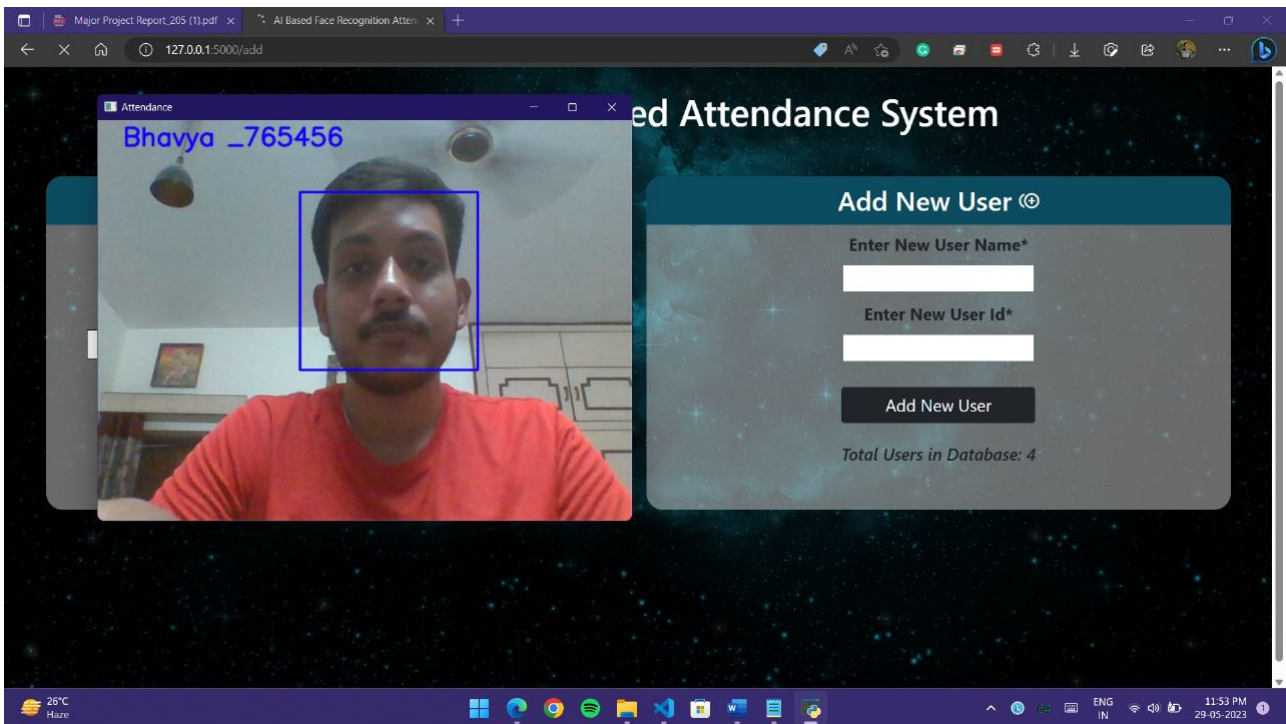 Major Project Report_205 (1).pdf
AI Based Face Recognition Atten
127.0.0.1:5000/add
ed Attendance System
Attendance
Bhavya _765456
Add New User
Enter New User Name*
Enter New User Id*
Add New User
Total Users in Database: 4
26°C
Haze
ENG
IN
11:53 PM
29-05-2023
1